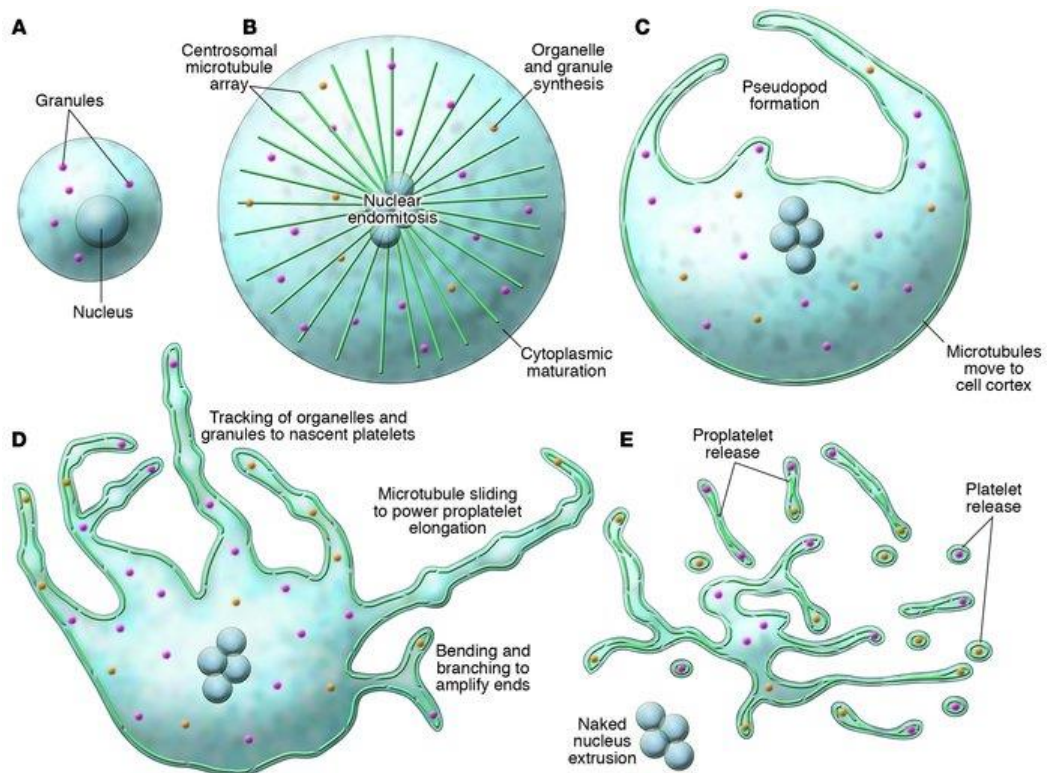 A
Granules
Nucleus
B
Centrosomal
microtubule
array
Organelle
and granule
synthesis
Nuclear
endomitosis
Cytoplasmic
maturation
C
Pseudopod
formation
Microtubules
move to
cell cortex
D
Tracking of organelles and
granules to nascent platelets
Microtubule sliding
to power proplatelet
elongation
Bending and
branching to
amplify ends
E
Proplatelet
release
Platelet
release
Naked
nucleus
extrusion